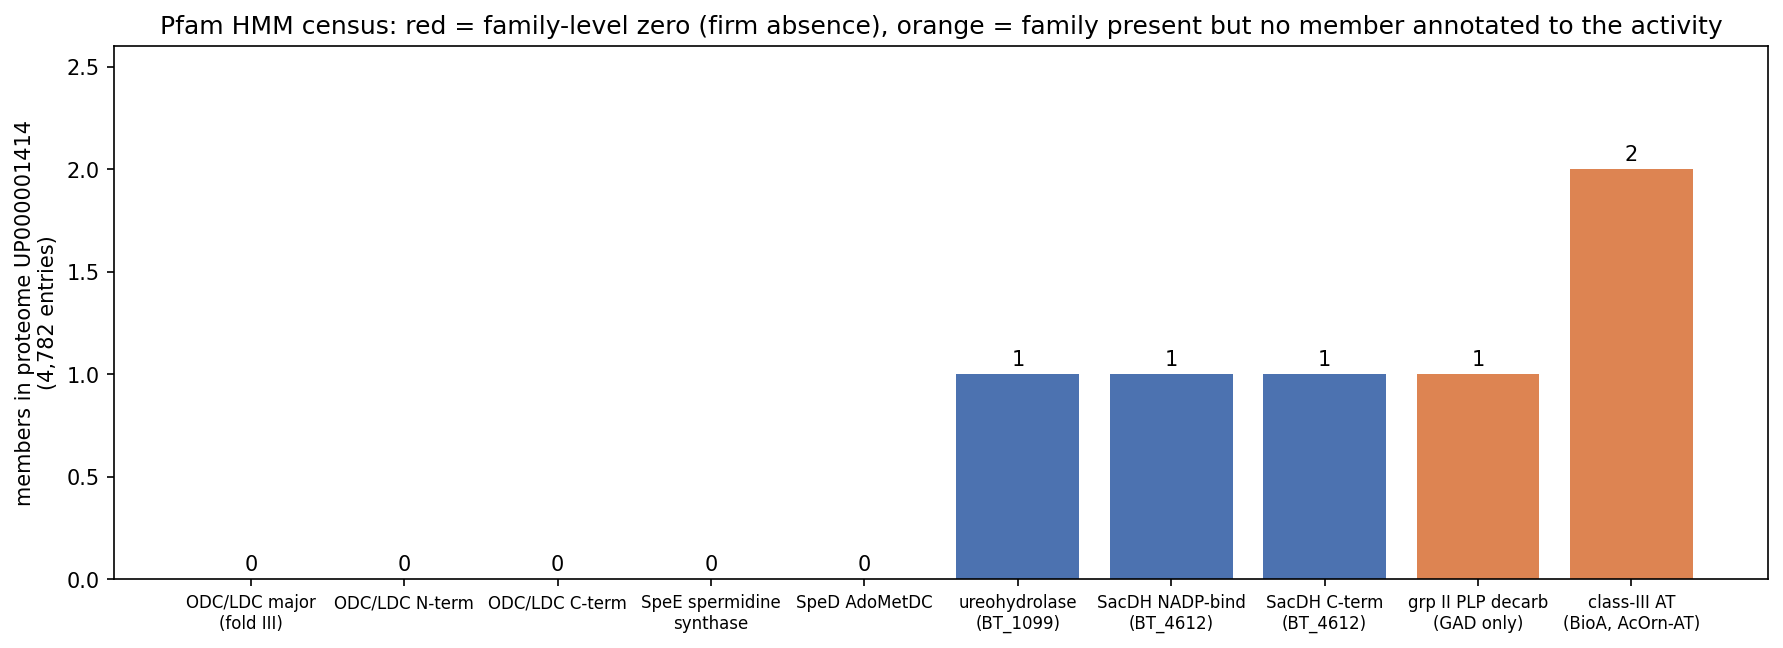 Pfam HMM census: red = family-level zero (firm absence), orange = family present but no member annotated to the activity
members in proteome UP000001414
(4,782 entries)
2.5
2.0
1.5
1.0
0.5
0.0
0
0
0
0
0
1
1
1
1
2
ODC/LDC major
(fold III)
ODC/LDC N-term
ODC/LDC C-term
SpeE spermidine
synthase
SpeD AdoMetDC
ureohydrolase
(BT_1099)
SacDH NADP-bind
(BT_4612)
SacDH C-term
(BT_4612)
grp II PLP decarb
(GAD only)
class-III AT
(BioA, AcOrn-AT)